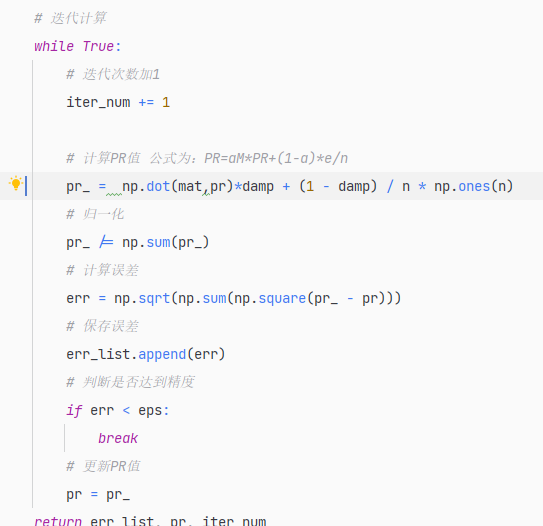 # 迭代计算
while True:
# 迭代次数加1
iter_num += 1
# 计算PR值 公式为：PR=aM*PR+(1-a)*e/n
pr_ =  np.dot(mat,pr)*damp + (1 - damp) / n * np.ones(n)
# 归一化
pr_ /= np.sum(pr_)
# 计算误差
err = np.sqrt(np.sum(np.square(pr_ - pr)))
# 保存误差
err_list.append(err)
# 判断是否达到精度
if err < eps:
break
# 更新PR值
pr = pr_
return err_list, pr, iter_num